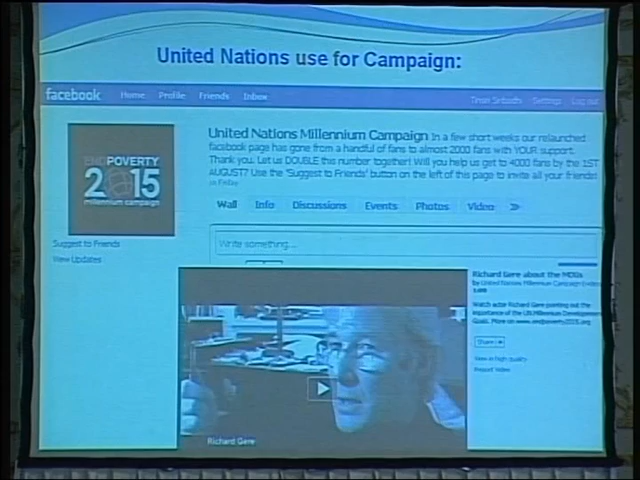 United Nations use for Campaign:
facebook Home Profile Friends Inbox Settings Log out
END POVERTY
2015
millennium campaign
United Nations Millennium Campaign In a few short weeks our relaunched
facebook page has gone from a handful of fans to almost 2000 fans with YOUR support.
Thank you. Let us DOUBLE this number together! Will you help us get to 4000 fans by the 1ST
AUGUST? Use the 'Suggest to Friends' button on the left of this page to invite all your friends!
on Friday
Wall Info Discussions Events Photos Video >>
Suggest to Friends
View Updates
Write something...
Richard Gere about the MDGs
by United Nations Millennium Campaign
Watch actor Richard Gere pointing out the
importance of the UN Millennium Development
Goals. More on www.endpoverty2015.org
Share +
View in high quality
Report Video
Richard Gere